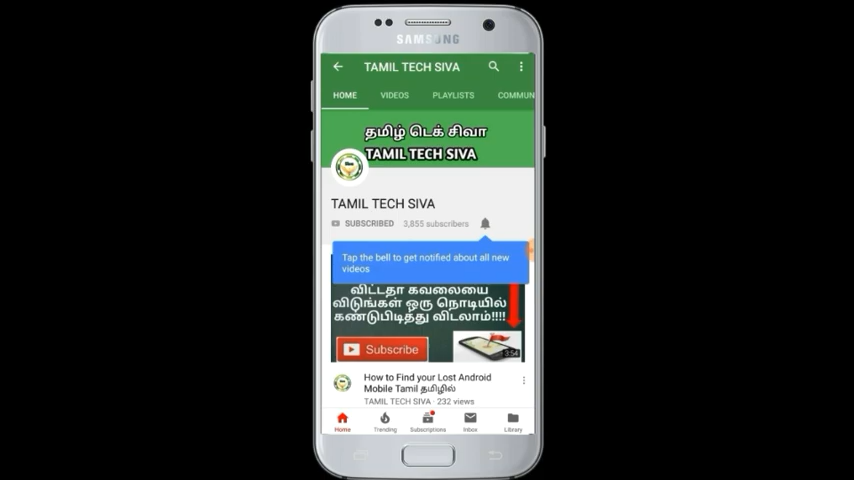 SAMSUNG
TAMIL TECH SIVA
HOME VIDEOS PLAYLISTS COMMUN
தமிழ் டெக் சிவா
TAMIL TECH SIVA
TAMIL TECH SIVA
SUBSCRIBED 3,855 subscribers
Tap the bell to get notified about all new
videos
விட்டதா கவலையை
விடுங்கள் ஒரு நொடியில்
கண்டுபிடித்து விடலாம்!!!!
Subscribe
3:54
How to Find your Lost Android
Mobile Tamil தமிழில்
TAMIL TECH SIVA · 232 views
Home Trending Subscriptions Inbox Library